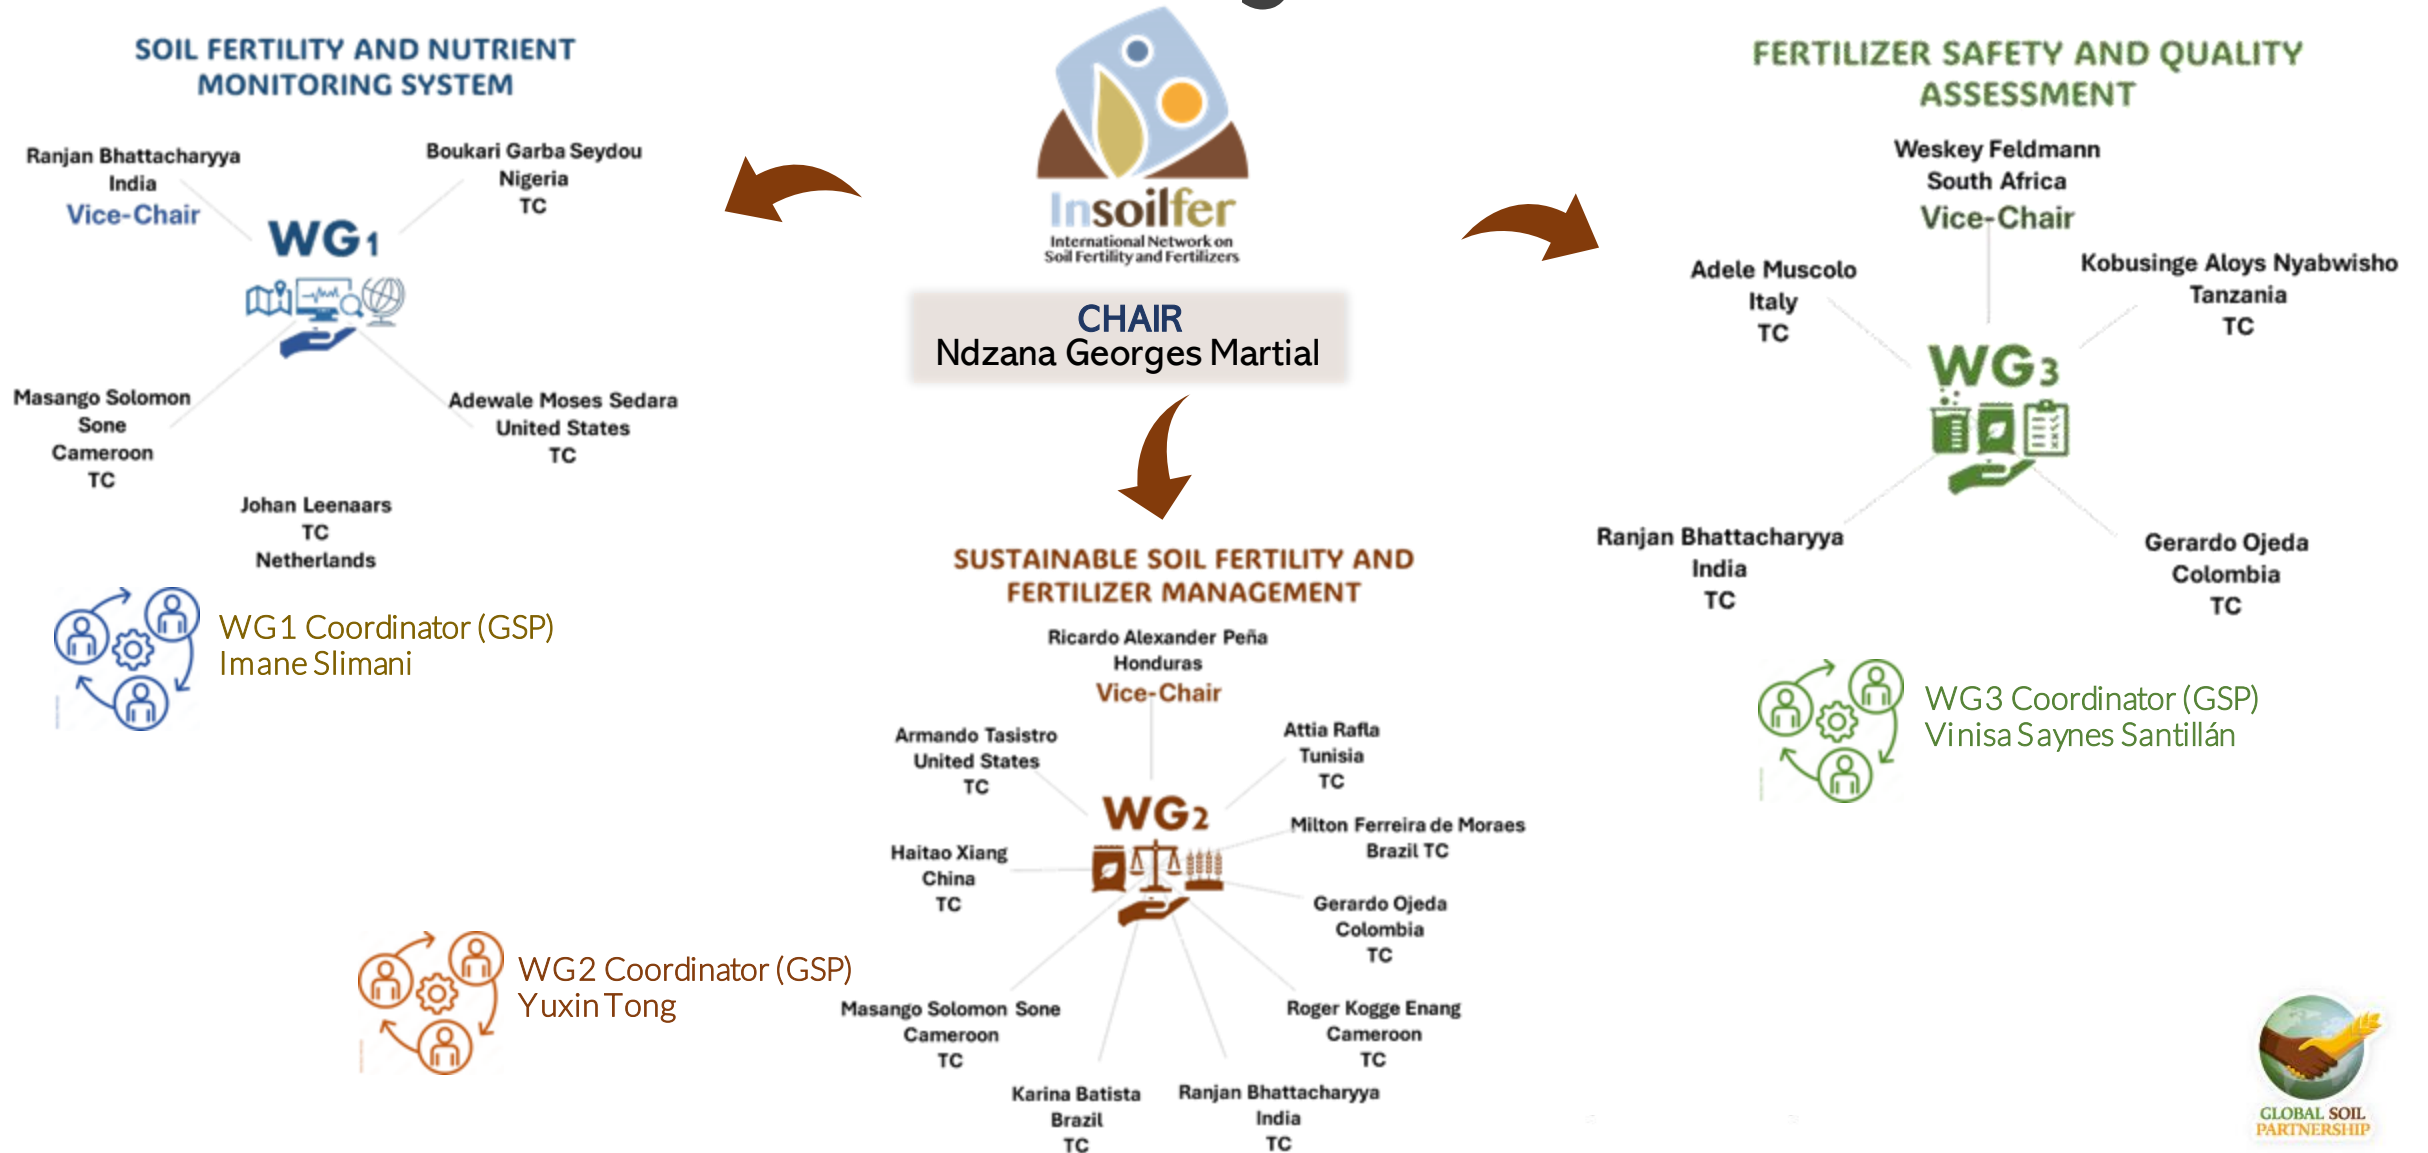 SOIL FERTILITY AND NUTRIENT
MONITORING SYSTEM
Ranjan Bhattacharyya
India
Vice-Chair
Boukari Garba Seydou
Nigeria
TC
WG1
Masango Solomon
Sone
Cameroon
TC
Adewale Moses Sedara
United States
TC
Johan Leenaars
TC
Netherlands
WG1 Coordinator (GSP)
Imane Slimani
Insoilfer
International Network on
Soil Fertility and Fertilizers
CHAIR
Ndzana Georges Martial
SUSTAINABLE SOIL FERTILITY AND
FERTILIZER MANAGEMENT
Ricardo Alexander Peña
Honduras
Vice-Chair
Armando Tasistro
United States
TC
Attia Rafla
Tunisia
TC
WG2
Milton Ferreira de Moraes
Brazil TC
Haitao Xiang
China
TC
Gerardo Ojeda
Colombia
TC
Masango Solomon Sone
Cameroon
TC
Roger Kogge Enang
Cameroon
TC
Karina Batista
Brazil
TC
Ranjan Bhattacharyya
India
TC
WG2 Coordinator (GSP)
Yuxin Tong
FERTILIZER SAFETY AND QUALITY
ASSESSMENT
Weskey Feldmann
South Africa
Vice-Chair
Adele Muscolo
Italy
TC
Kobusinge Aloys Nyabwisho
Tanzania
TC
WG3
Ranjan Bhattacharyya
India
TC
Gerardo Ojeda
Colombia
TC
WG3 Coordinator (GSP)
Vinisa Saynes Santillán
GLOBAL SOIL
PARTNERSHIP